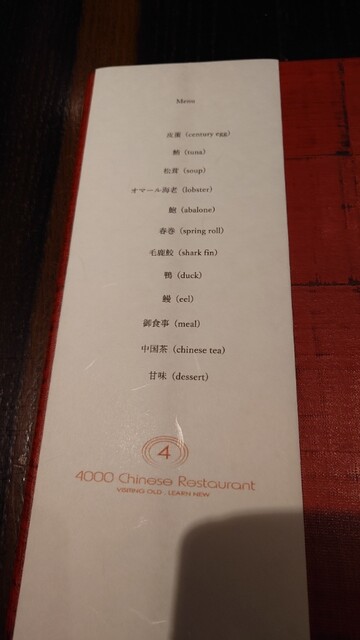 Menu
皮蛋（century egg）
鮪（tuna）
松茸（soup）
オマール海老（lobster）
鮑（abalone）
春巻（spring roll）
毛鹿鮫（shark fin）
鴨（duck）
鰻（eel）
御食事（meal）
中国茶（chinese tea）
甘味（dessert）
4
4000 Chinese Restaurant
VISITING OLD , LEARN NEW